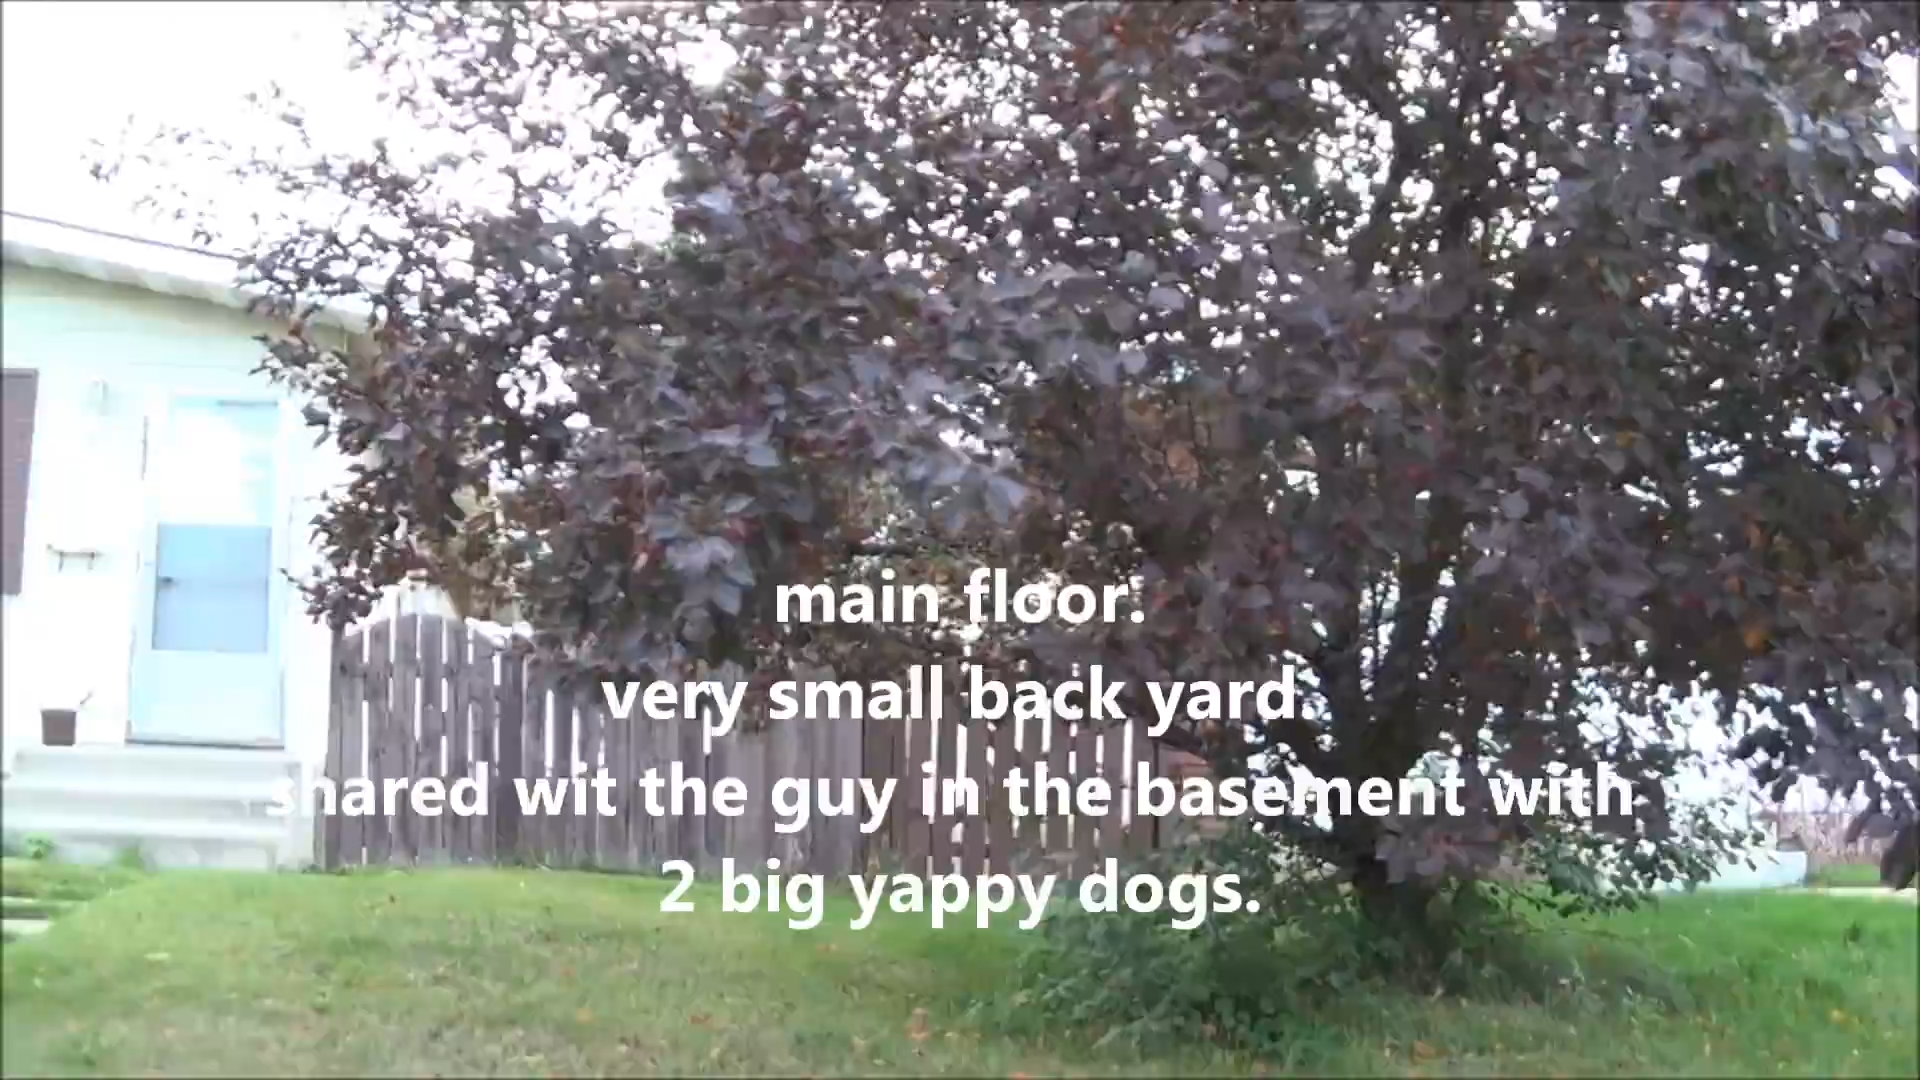 main floor.
very small back yard.
shared wit the guy in the basement with
2 big yappy dogs.